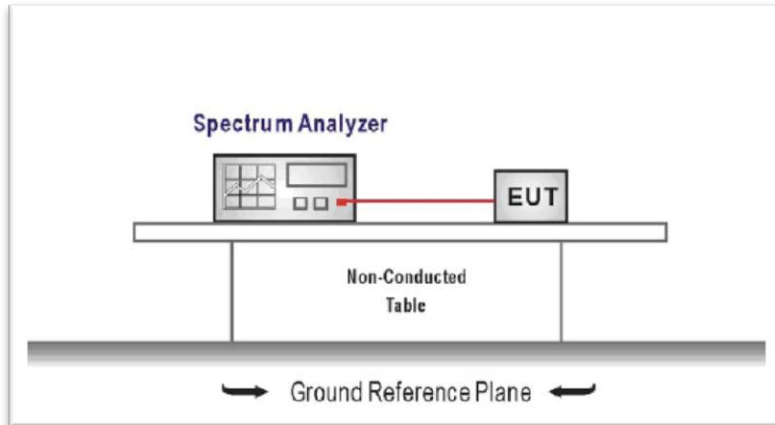 Spectrum Analyzer
EUT
Non-Conducted
Table
Ground Reference Plane